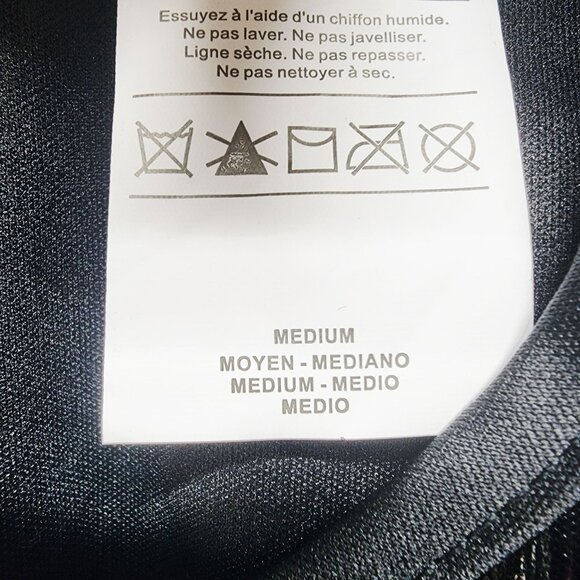 Essuyez à l'aide d'un chiffon humide.
Ne pas laver. Ne pas javelliser.
Ligne sèche. Ne pas repasser.
Ne pas nettoyer à sec.
MEDIUM
MOYEN - MEDIANO
MEDIUM - MEDIO
MEDIO